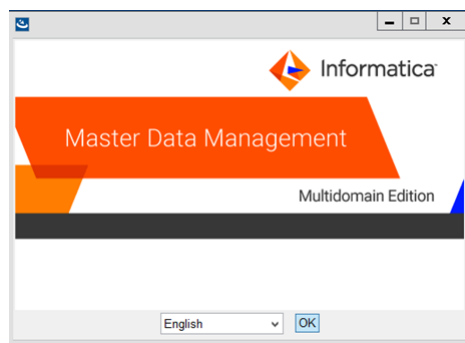 Informatica
Master Data Management
Multidomain Edition
English
OK